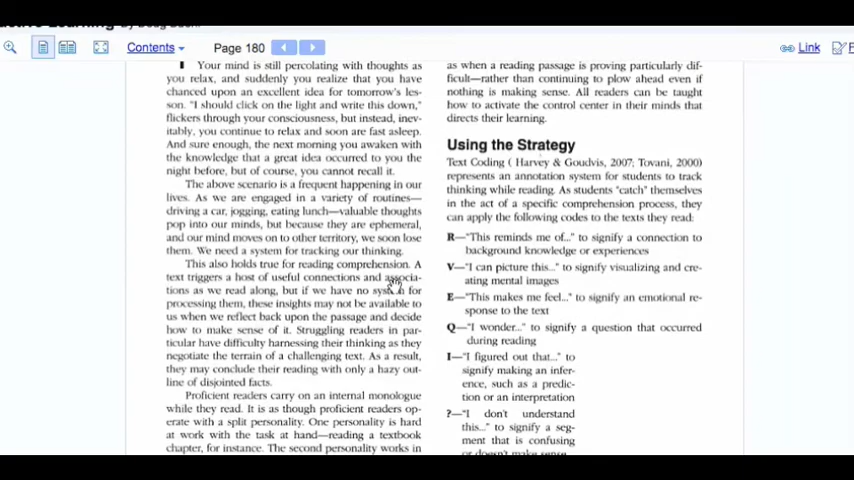 Contents
Page 180
Link
Your mind is still percolating with thoughts as
you relax, and suddenly you realize that you have
chanced upon an excellent idea for tomorrow's les-
son. "I should click on the light and write this down,"
flickers through your consciousness, but instead, inev-
itably, you continue to relax and soon are fast asleep.
And sure enough, the next morning you awaken with
the knowledge that a great idea occurred to you the
night before, but of course, you cannot recall it.
The above scenario is a frequent happening in our
lives. As we are engaged in a variety of routines—
driving a car, jogging, eating lunch—valuable thoughts
pop into our minds, but because they are ephemeral,
and our mind moves on to other territory, we soon lose
them. We need a system for tracking our thinking.
This also holds true for reading comprehension. A
text triggers a host of useful connections and associa-
tions as we read along, but if we have no system for
processing them, these insights may not be available to
us when we reflect back upon the passage and decide
how to make sense of it. Struggling readers in par-
ticular have difficulty harnessing their thinking as they
negotiate the terrain of a challenging text. As a result,
they may conclude their reading with only a hazy out-
line of disjointed facts.
Proficient readers carry on an internal monologue
while they read. It is as though proficient readers op-
erate with a split personality. One personality is hard
at work with the task at hand—reading a textbook
chapter, for instance. The second personality works in
as when a reading passage is proving particularly dif-
ficult—rather than continuing to plow ahead even if
nothing is making sense. All readers can be taught
how to activate the control center in their minds that
directs their learning.
Using the Strategy
Text Coding ( Harvey & Goudvis, 2007; Tovani, 2000)
represents an annotation system for students to track
thinking while reading. As students "catch" themselves
in the act of a specific comprehension process, they
can apply the following codes to the texts they read:
R—"This reminds me of..." to signify a connection to
background knowledge or experiences
V—"I can picture this..." to signify visualizing and cre-
ating mental images
E—"This makes me feel..." to signify an emotional re-
sponse to the text
Q—"I wonder..." to signify a question that occurred
during reading
I—"I figured out that..." to
signify making an infer-
ence, such as a predic-
tion or an interpretation
?—"I don't understand
this..." to signify a seg-
ment that is confusing
or doesn't make sense